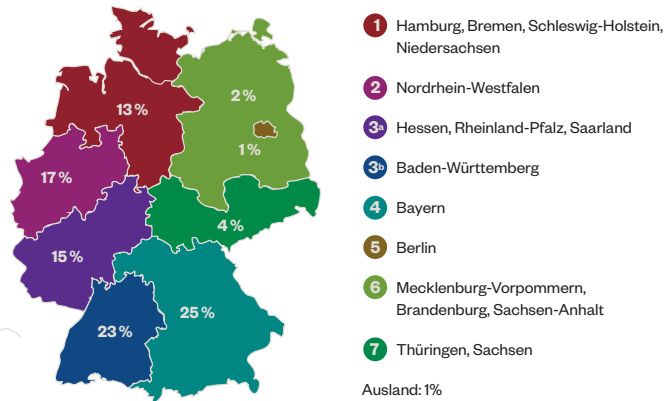 13 %
2 %
1 %
17 %
4 %
15 %
25 %
23 %
1 Hamburg, Bremen, Schleswig-Holstein,
Niedersachsen
2 Nordrhein-Westfalen
3a Hessen, Rheinland-Pfalz, Saarland
3b Baden-Württemberg
4 Bayern
5 Berlin
6 Mecklenburg-Vorpommern,
Brandenburg, Sachsen-Anhalt
7 Thüringen, Sachsen
Ausland: 1%